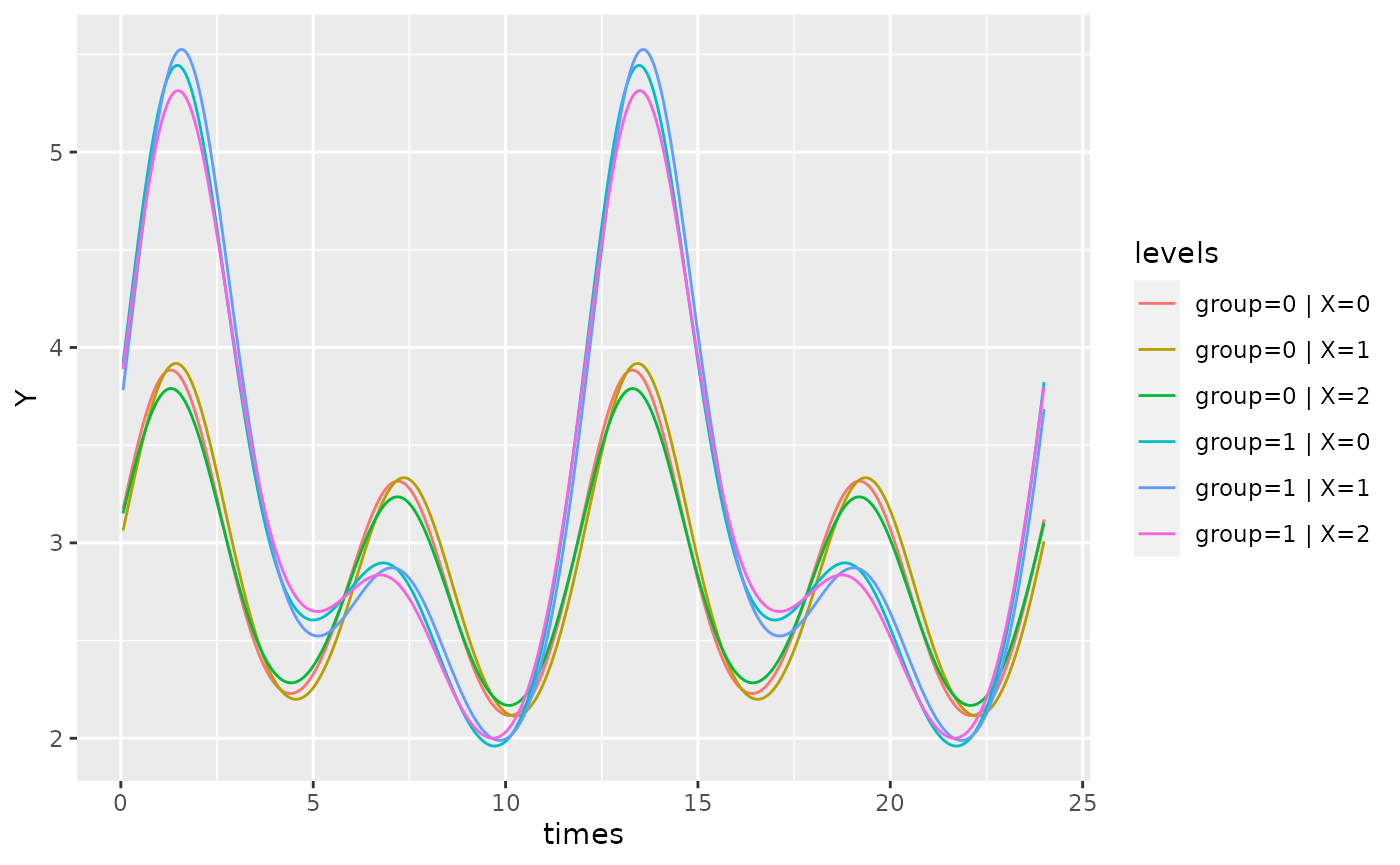 5
4
3
2
Y
0 5 10 15 20 25
times
levels
group=0 | X=0
group=0 | X=1
group=0 | X=2
group=1 | X=0
group=1 | X=1
group=1 | X=2